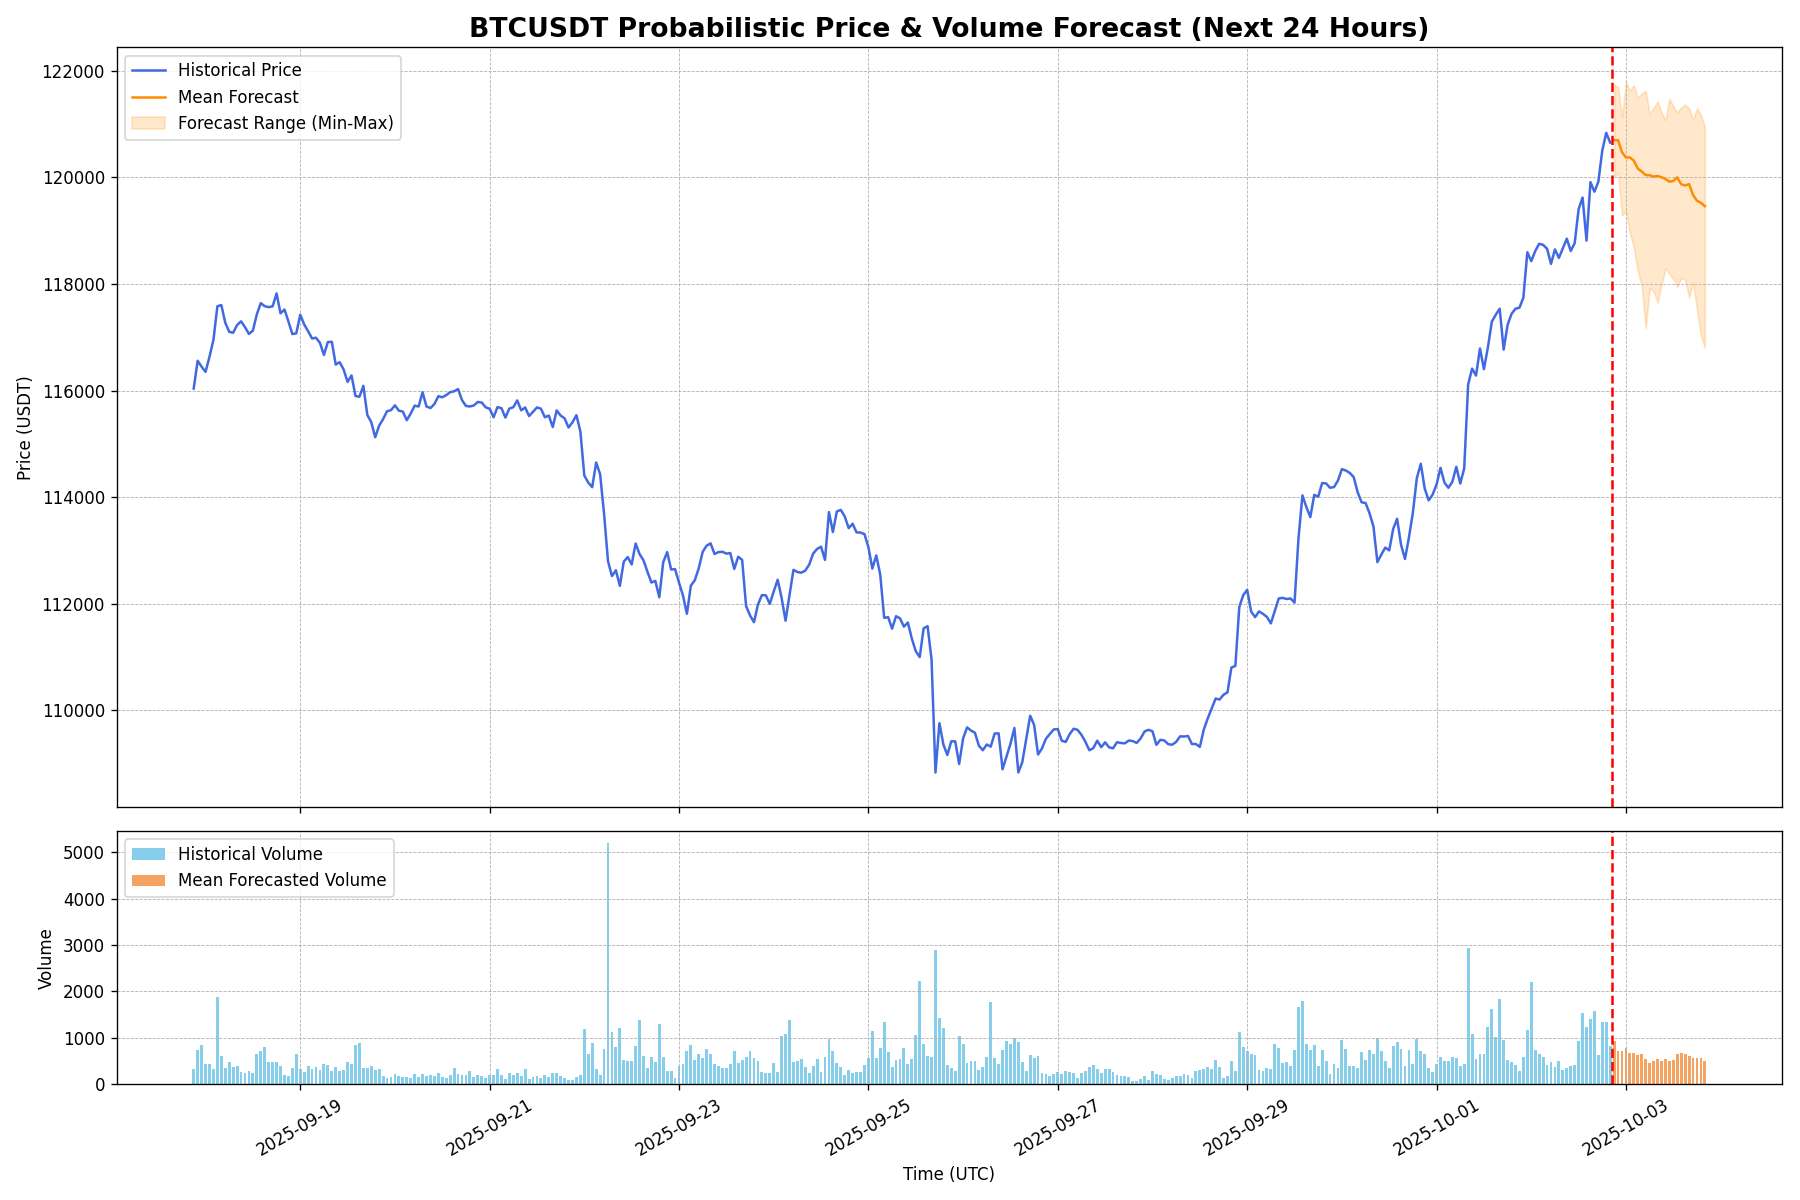 BTCUSDT Probabilistic Price & Volume Forecast (Next 24 Hours)
Historical Price
Mean Forecast
Forecast Range (Min-Max)
122000
120000
118000
116000
114000
112000
110000
Price (USDT)
Historical Volume
Mean Forecasted Volume
5000
4000
3000
2000
1000
0
Volume
2025-09-19
2025-09-21
2025-09-23
2025-09-25
2025-09-27
2025-09-29
2025-10-01
2025-10-03
Time (UTC)